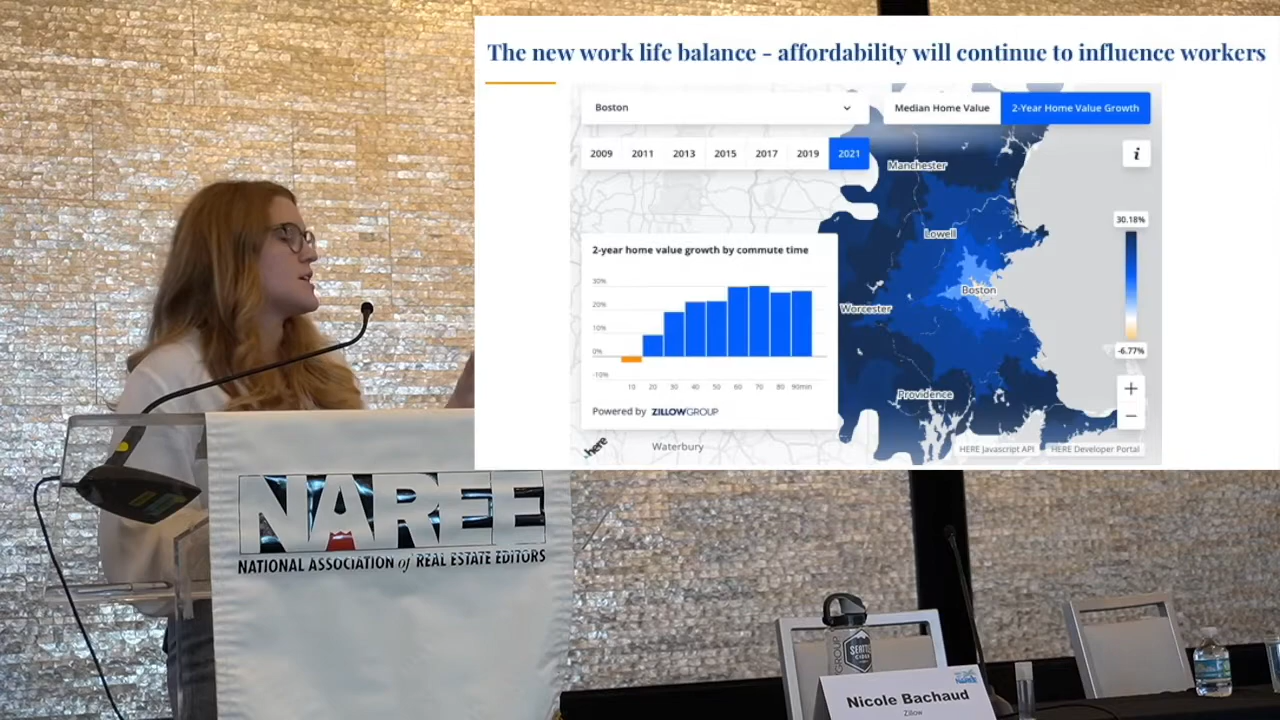 The new work life balance - affordability will continue to influence workers
Boston
Median Home Value
2-Year Home Value Growth
2009 2011 2013 2015 2017 2019 2021
i
Manchester
30.18%
Lowell
2-year home value growth by commute time
30%
20%
10%
0%
-10%
10 20 30 40 50 60 70 80 90min
Boston
Worcester
-6.77%
Providence
+
−
Powered by ZILLOWGROUP
here
Waterbury
HERE Javascript API
HERE Developer Portal
NAREE
NATIONAL ASSOCIATION of REAL ESTATE EDITORS
GROUP
SEATTLE
CIDER
NAREE
Nicole Bachaud
Zillow